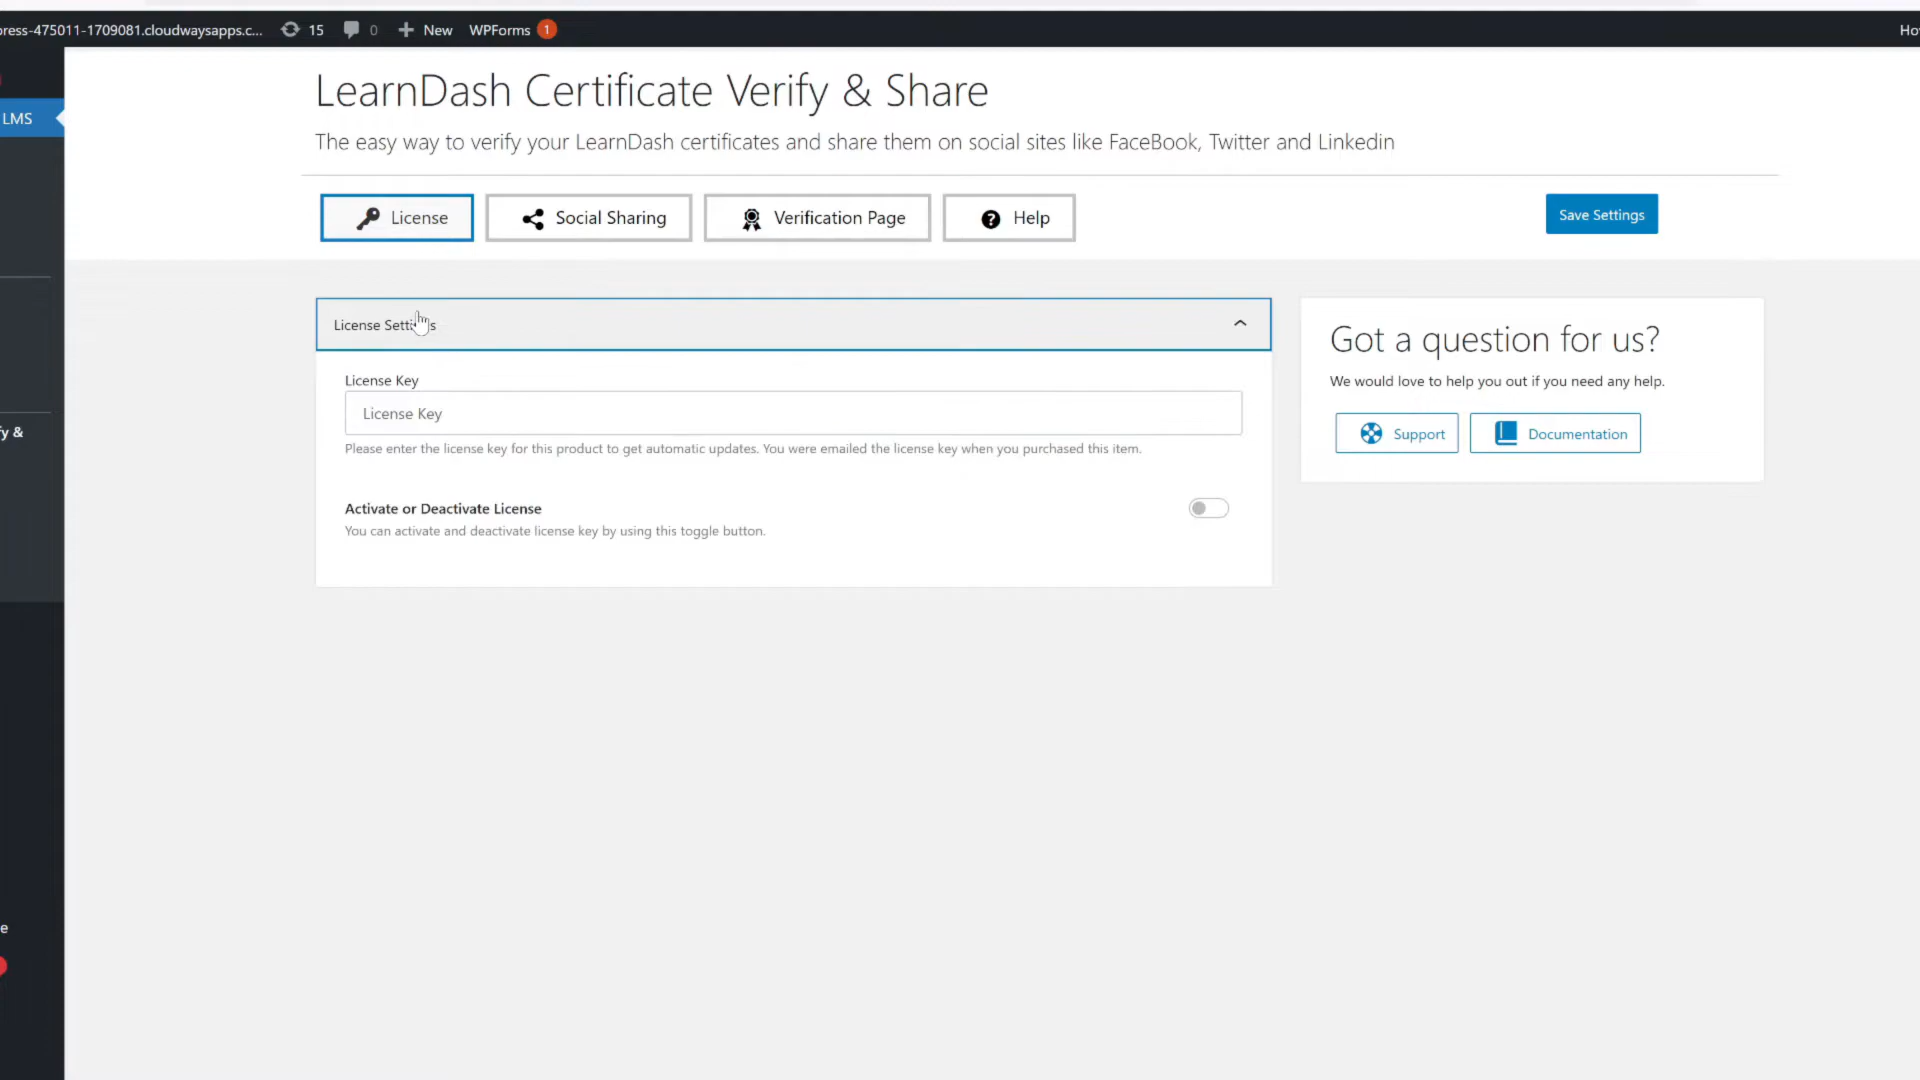 ress-475011-1709081.cloudwaysapps.c... 15 0 New WPForms 1
LMS
fy &
e
LearnDash Certificate Verify & Share
The easy way to verify your LearnDash certificates and share them on social sites like FaceBook, Twitter and Linkedin
License Social Sharing Verification Page Help Save Settings
License Settings
License Key
License Key
Please enter the license key for this product to get automatic updates. You were emailed the license key when you purchased this item.
Activate or Deactivate License
You can activate and deactivate license key by using this toggle button.
Got a question for us?
We would love to help you out if you need any help.
Support Documentation